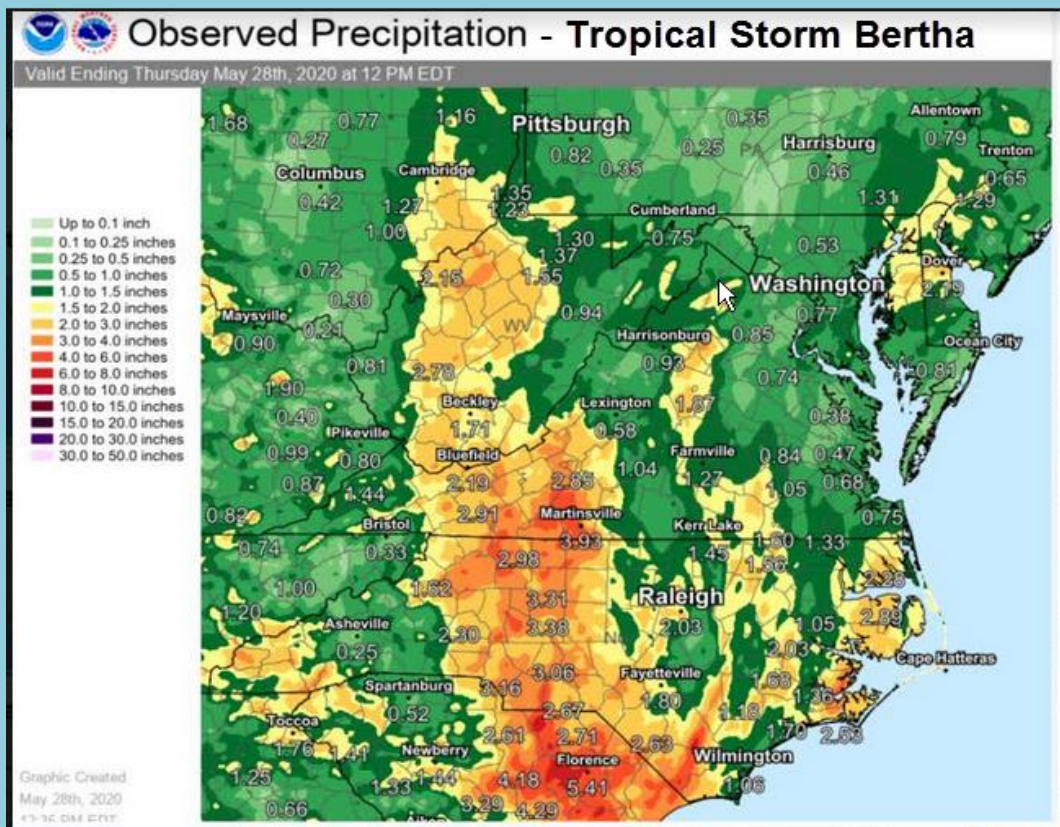 Observed Precipitation - Tropical Storm Bertha
Valid Ending Thursday May 28th, 2020 at 12 PM EDT
Up to 0.1 inch
0.1 to 0.25 inches
0.25 to 0.5 inches
0.5 to 1.0 inches
1.0 to 1.5 inches
1.5 to 2.0 inches
2.0 to 3.0 inches
3.0 to 4.0 inches
4.0 to 6.0 inches
6.0 to 8.0 inches
8.0 to 10.0 inches
10.0 to 15.0 inches
15.0 to 20.0 inches
20.0 to 30.0 inches
30.0 to 50.0 inches
Graphic Created
May 28th, 2020
12:36 PM EDT
1.68 0.77 1.16 Pittsburgh 0.35 Allentown
0.27 0.82 0.25 PA Harrisburg 0.79 Trenton
Columbus Cambridge 0.35 0.46 0.65
0.42 1.27 1.35 1.31 1.29
1.23 Cumberland
1.00 1.30 0.75 0.53
1.37 Dover
0.72 2.15 1.55 Washington 2.79
0.30 0.94 0.77
Maysville 0.21 WV Harrisonburg 0.85 Ocean City
0.90 0.81 2.78 0.93 0.74 0.81
1.90 Beckley Lexington 1.87 0.38
0.40 Pikeville 1.71 0.58
0.99 0.80 Bluefield 1.04 Farmville 0.84 0.47
0.87 1.44 2.19 2.85 1.27 1.05 0.68
0.82 Bristol 2.91 Martinsville Kerr Lake 0.75
0.74 0.33 3.93 1.45 1.60 1.33
2.98 1.56
1.00 1.62 3.31 Raleigh 2.28
1.20 Asheville 2.30 3.38 NC 2.03 1.05 2.89
0.25 3.06 Fayetteville 2.03 Cape Hatteras
Spartanburg 3.16 1.80 1.68 1.36
Toccoa 0.52 2.67 1.18
1.76 1.41 Newberry 2.61 2.71 2.63 Wilmington 1.70 2.53
1.25 1.33 1.44 4.18 Florence 5.41 1.06
0.66 3.29 4.29
Aiken